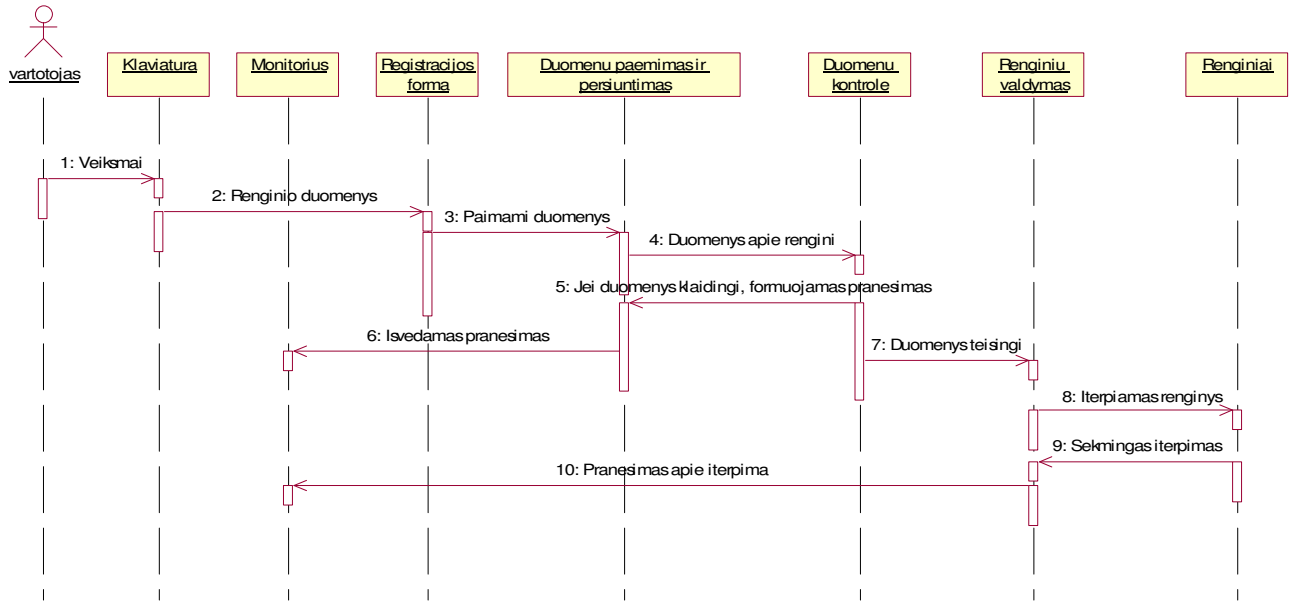 vartotojas
Klaviatura
Monitorius
Registracijos
forma
Duomenu paemimas ir
persiuntimas
Duomenu
kontrole
Renginiu
valdymas
Renginiai
1: Veiksmai
2: Renginio duomenys
3: Paimami duomenys
4: Duomenys apie rengini
5: Jei duomenys klaidingi, formuojamas pranesimas
6: Isvedamas pranesimas
7: Duomenys teisingi
8: Iterpiamas renginys
9: Sekmingas iterpimas
10: Pranesimas apie iterpima